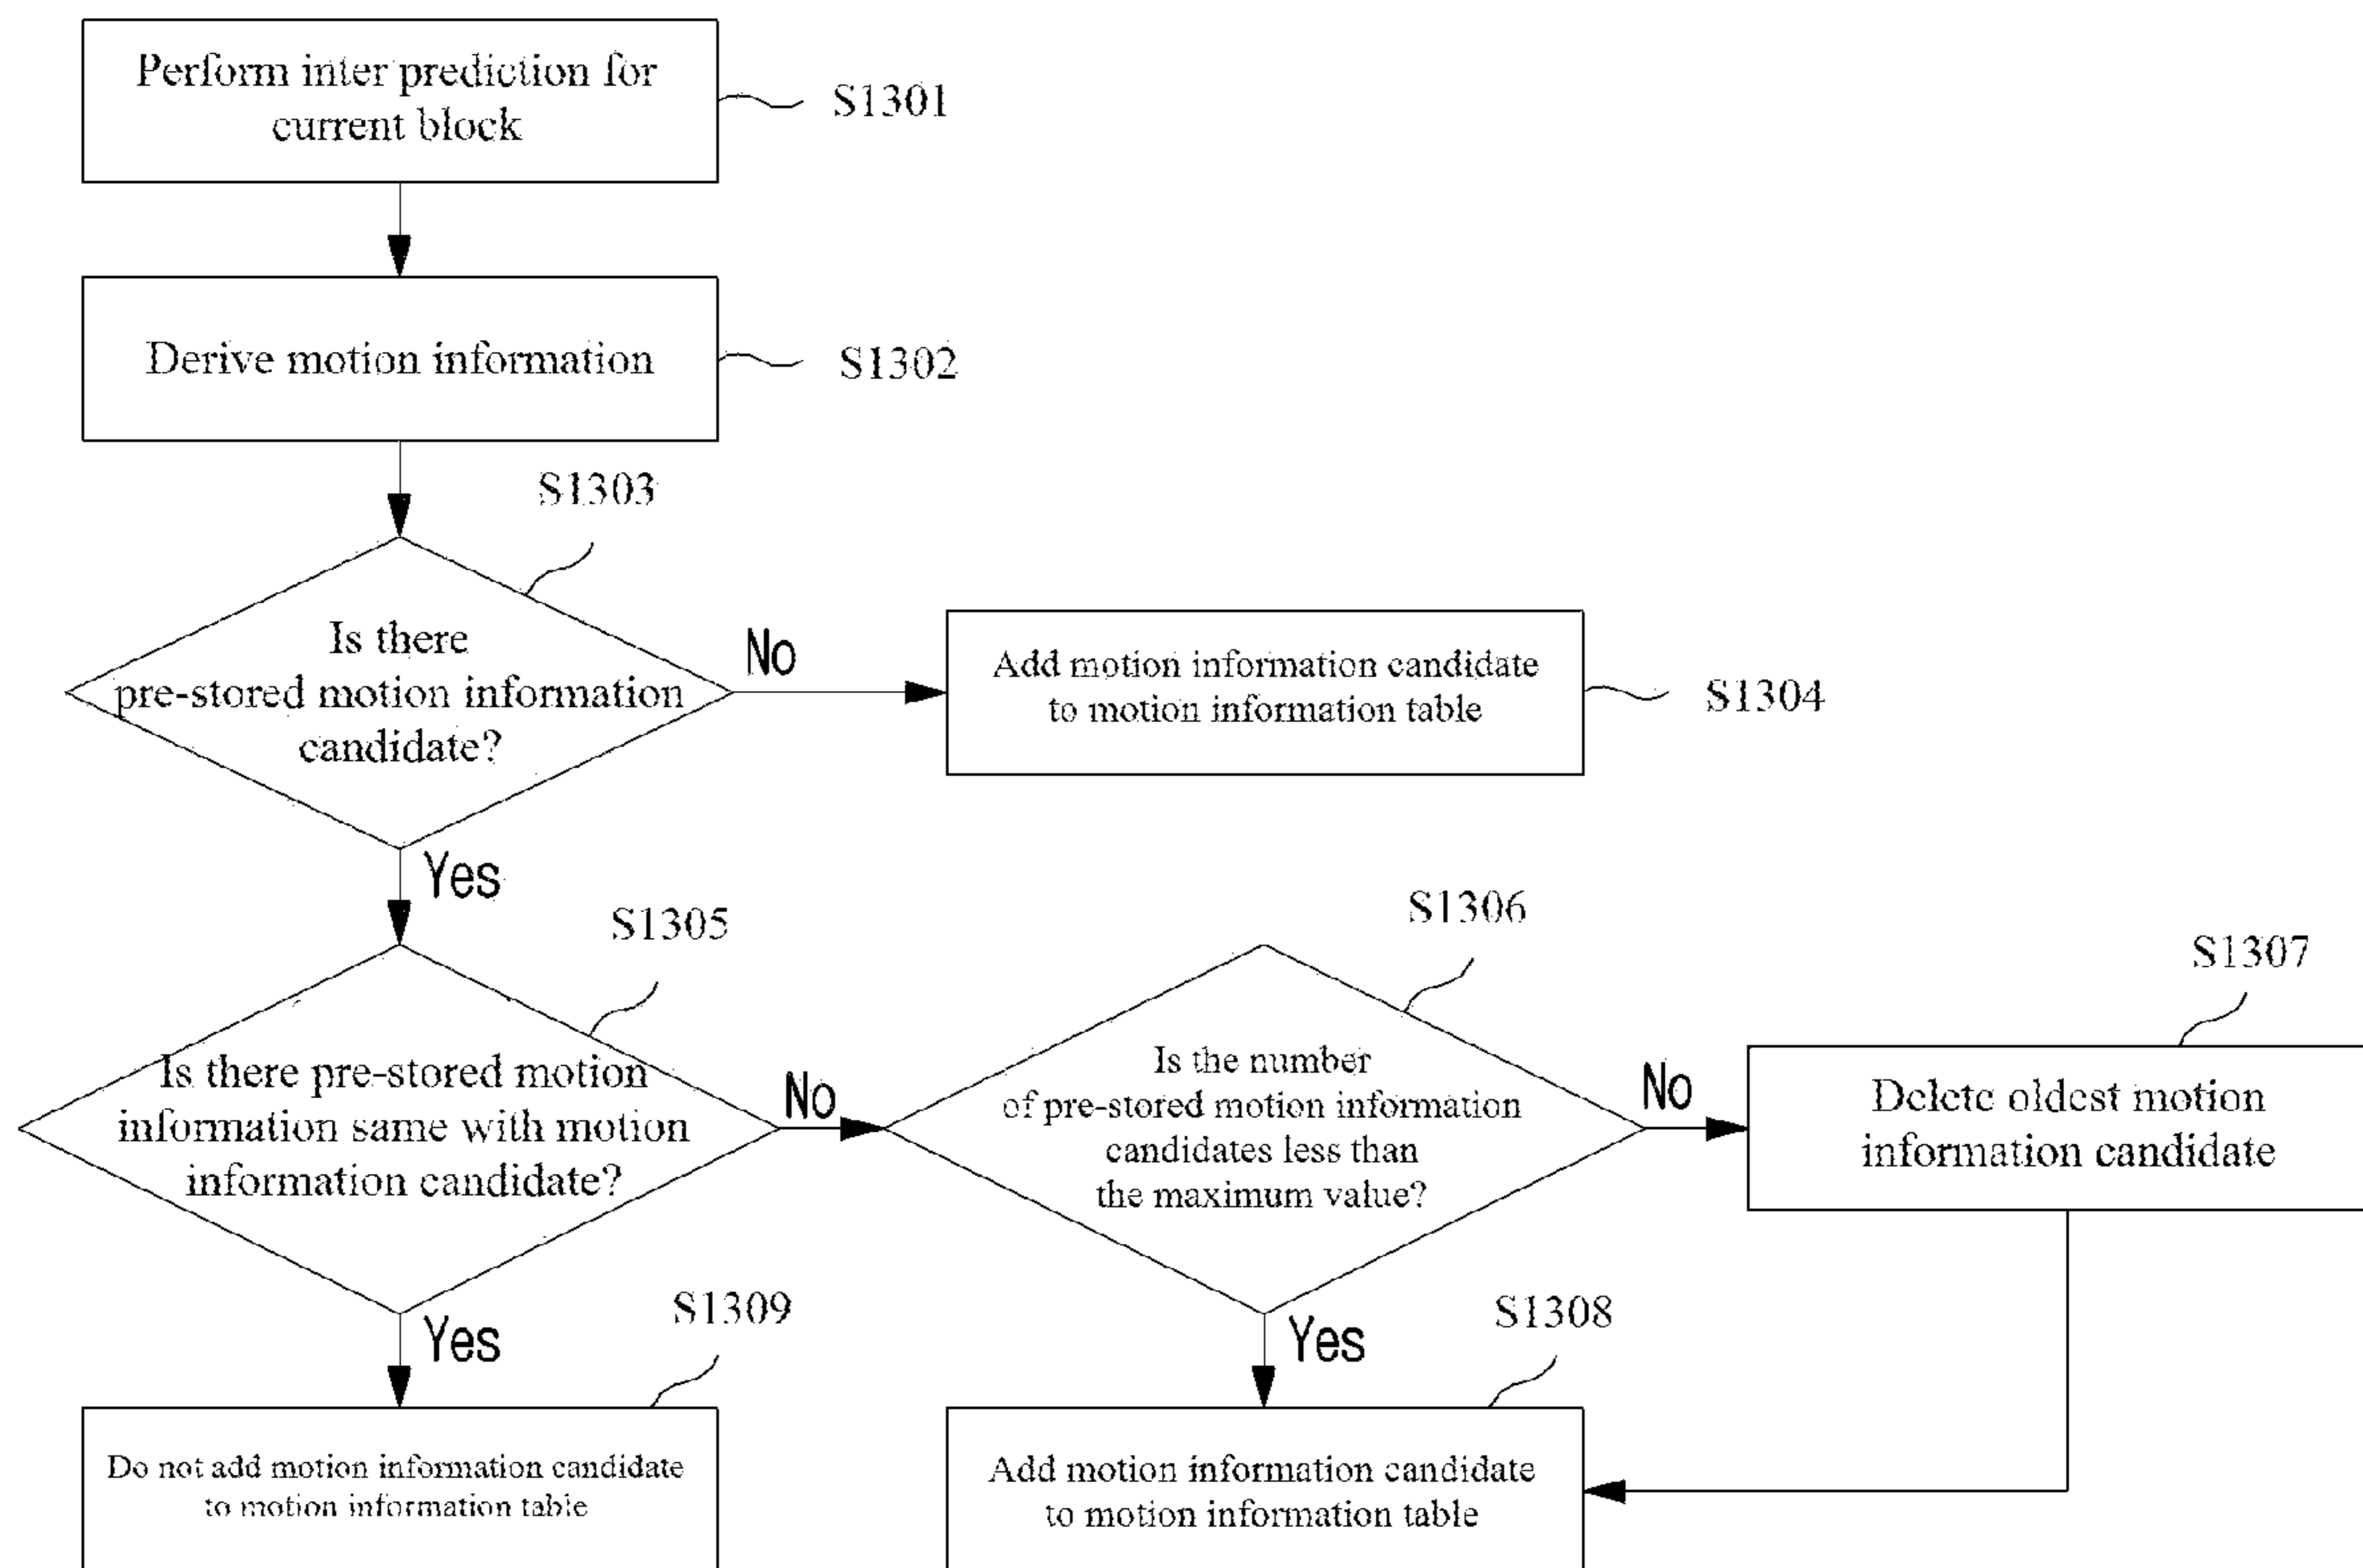 Perform inter prediction for
current block
S1301
Derive motion information
S1302
S1303
Is there
pre-stored motion information
candidate?
No
Add motion information candidate
to motion information table
S1304
Yes
S1305
Is there pre-stored motion
information same with motion
information candidate?
No
S1306
Is the number
of pre-stored motion information
candidates less than
the maximum value?
No
S1307
Delete oldest motion
information candidate
Yes
S1309
Do not add motion information candidate
to motion information table
Yes
S1308
Add motion information candidate
to motion information table